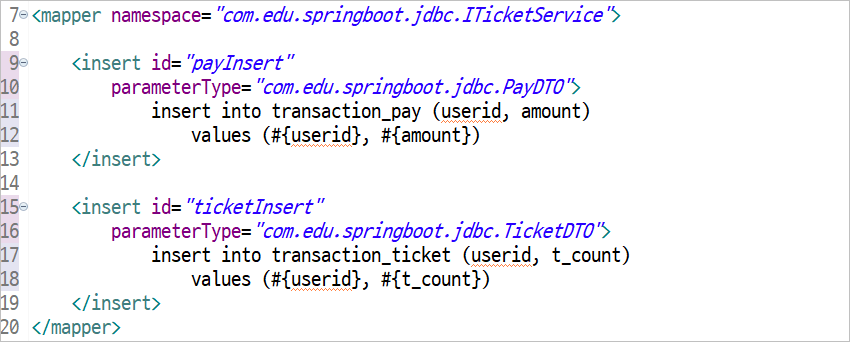 7 <mapper namespace="com.edu.springboot.jdbc.ITicketService">
8
9 <insert id="payInsert"
10 parameterType="com.edu.springboot.jdbc.PayDTO">
11 insert into transaction_pay (userid, amount)
12 values (#{userid}, #{amount})
13 </insert>
14
15 <insert id="ticketInsert"
16 parameterType="com.edu.springboot.jdbc.TicketDTO">
17 insert into transaction_ticket (userid, t_count)
18 values (#{userid}, #{t_count})
19 </insert>
20 </mapper>